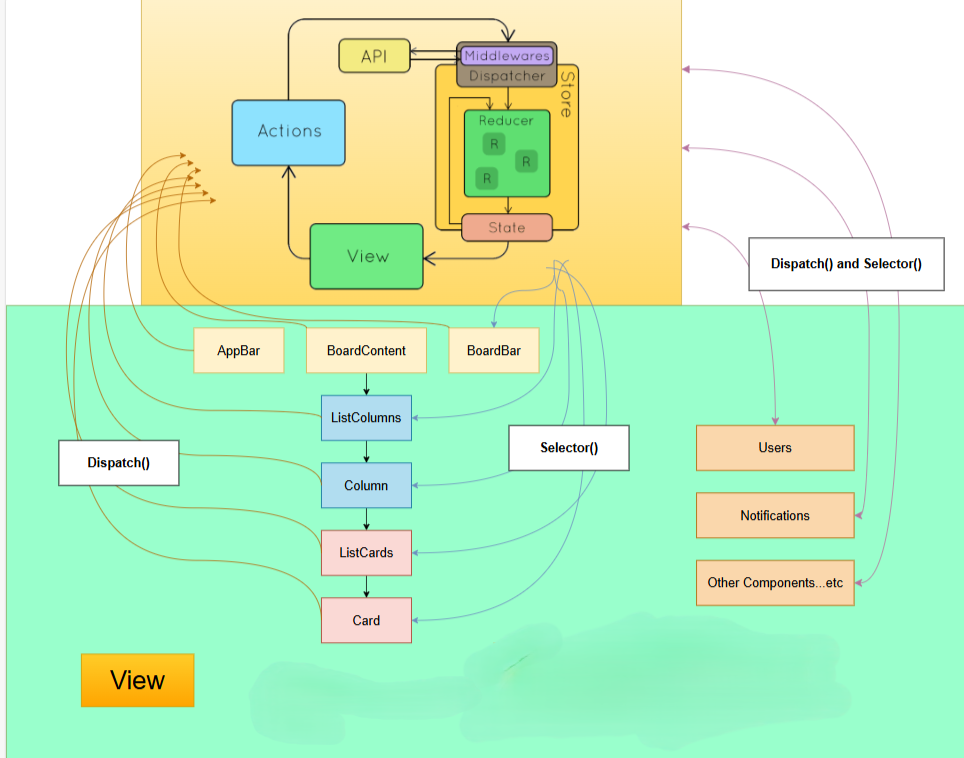 API
Middlewares
Dispatcher
Store
Actions
Reducer
R
R
R
State
View
Dispatch() and Selector()
AppBar
BoardContent
BoardBar
ListColumns
Dispatch()
Selector()
Users
Column
Notifications
ListCards
Other Components...etc
Card
View